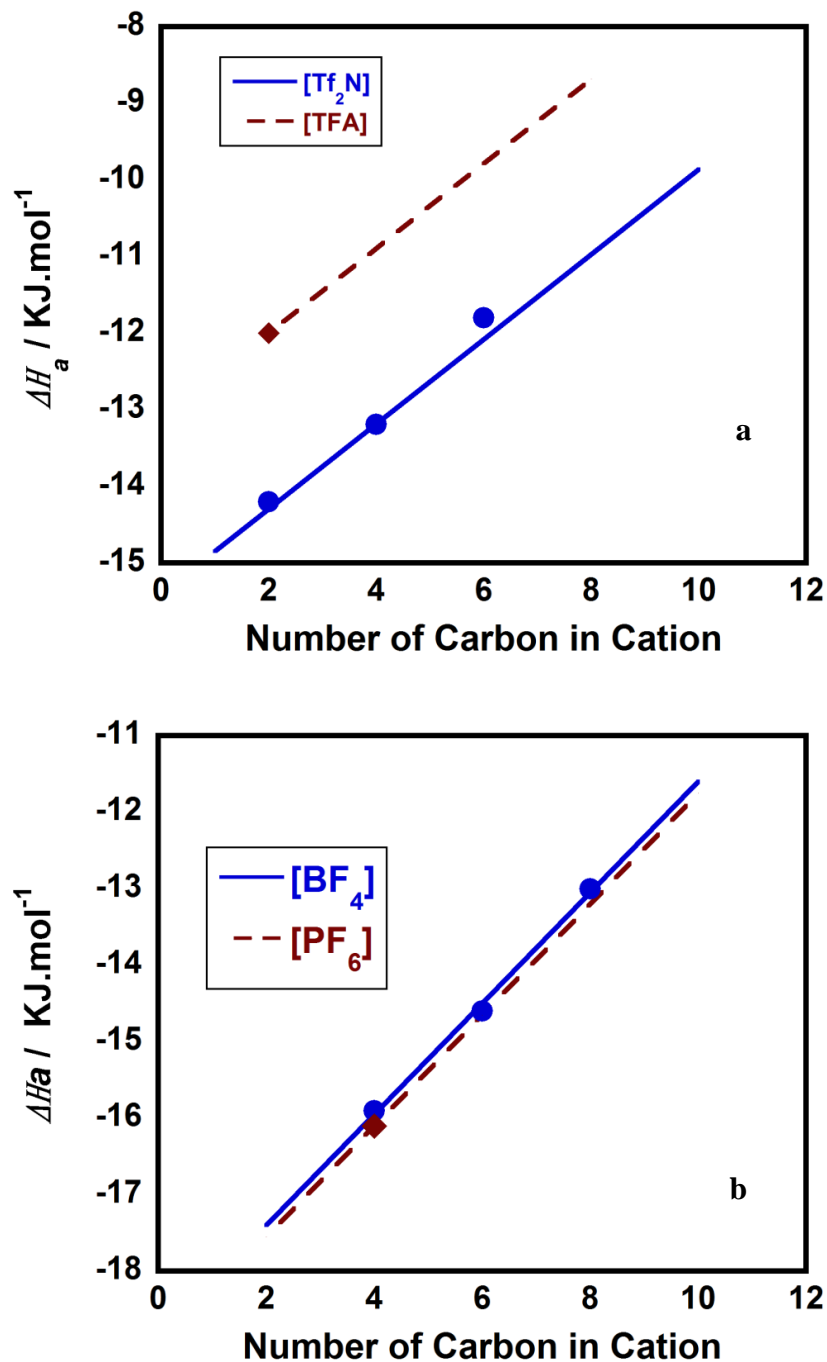 -8
-9
-10
-11
-12
-13
-14
-15
ΔHₐ / KJ.mol⁻¹
[Tf₂N]
[TFA]
a
0 2 4 6 8 10 12
Number of Carbon in Cation
-11
-12
-13
-14
-15
-16
-17
-18
ΔHa / KJ.mol⁻¹
[BF₄]
[PF₆]
b
0 2 4 6 8 10 12
Number of Carbon in Cation